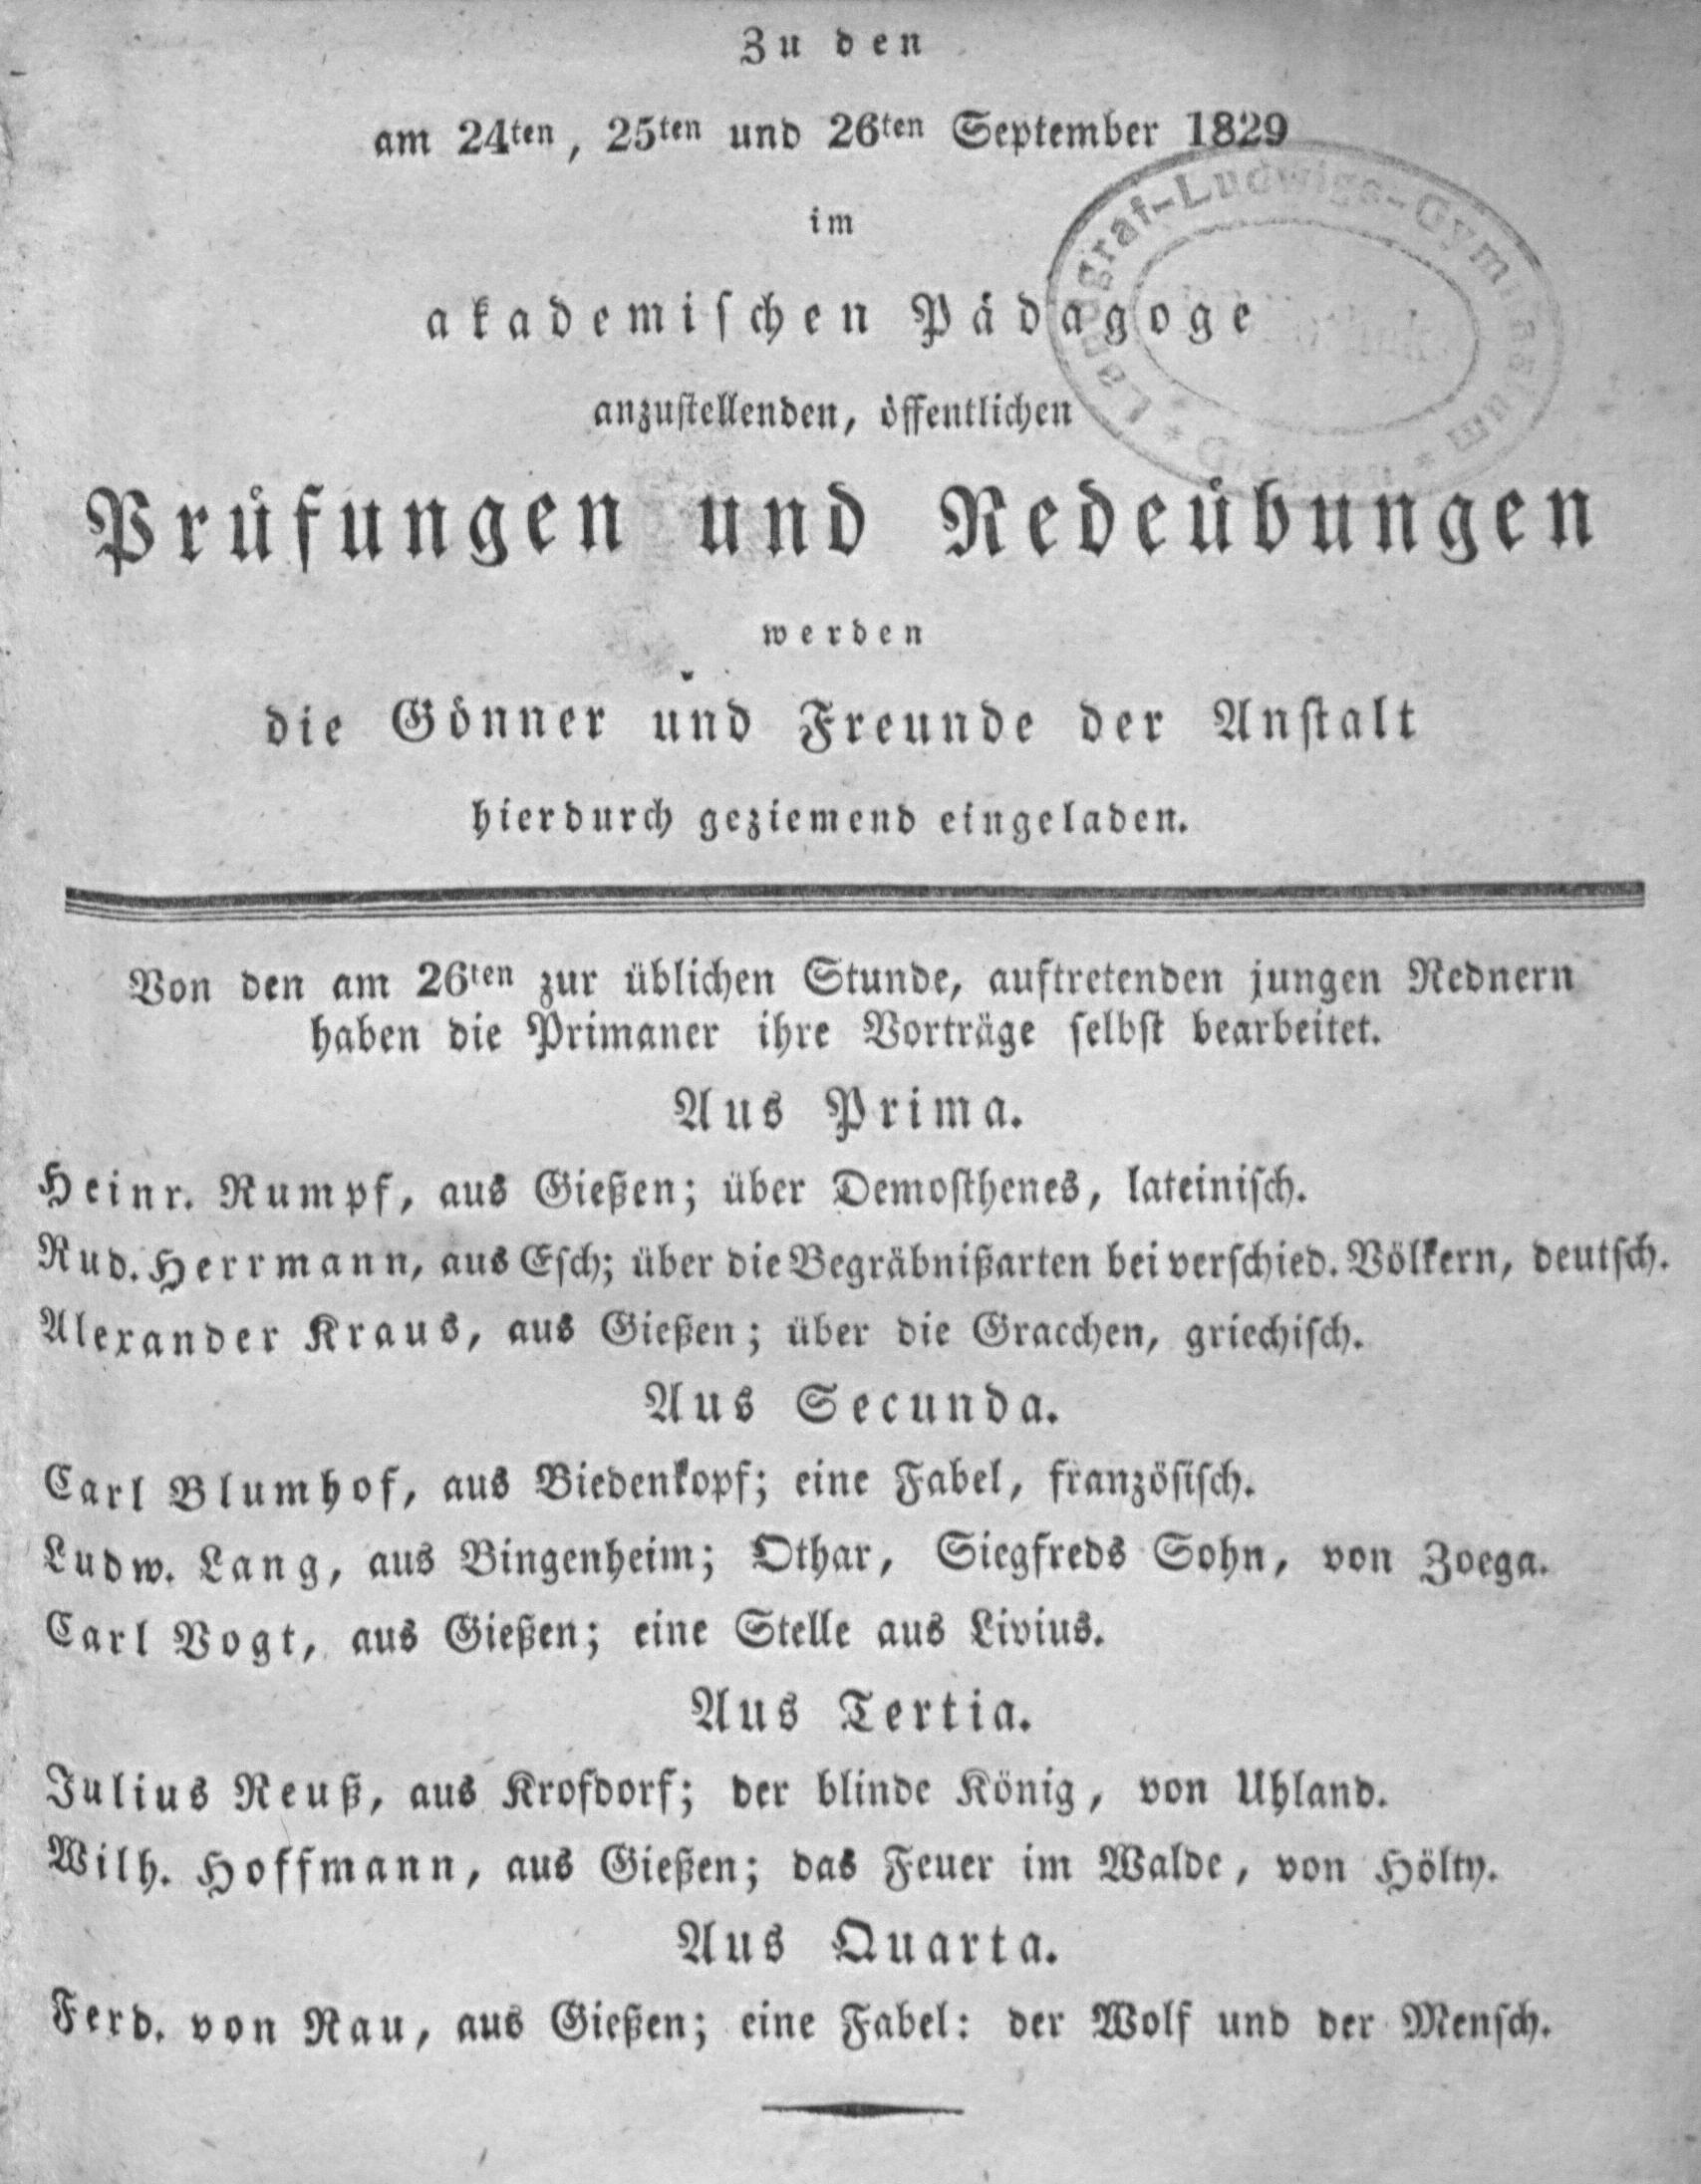 Zu den
am 24ten, 25ten und 26ten September 1829
im
akademischen Pädagoge
anzustellenden, öffentlichen
Prüfungen und Redeübungen
werden
die Gönner und Freunde der Anstalt
hierdurch geziemend eingeladen.
Landgraf-Ludwigs-Gymnasium
Von den am 26ten zur üblichen Stunde, auftretenden jungen Rednern
haben die Primaner ihre Vorträge selbst bearbeitet.
Aus Prima.
Heinr. Rumpf, aus Gießen; über Demosthenes, lateinisch.
Rud. Herrmann, aus Esch; über die Begräbnißarten bei verschied. Völkern, deutsch.
Alexander Kraus, aus Gießen; über die Gracchen, griechisch.
Aus Secunda.
Carl Blumhof, aus Biedenkopf; eine Fabel, französisch.
Ludw. Lang, aus Bingenheim; Othar, Siegfreds Sohn, von Zoega.
Carl Vogt, aus Gießen; eine Stelle aus Livius.
Aus Tertia.
Julius Reuß, aus Krofdorf; der blinde König, von Uhland.
Wilh. Hoffmann, aus Gießen; das Feuer im Walde, von Hölty.
Aus Quarta.
Ferd. von Rau, aus Gießen; eine Fabel: der Wolf und der Mensch.